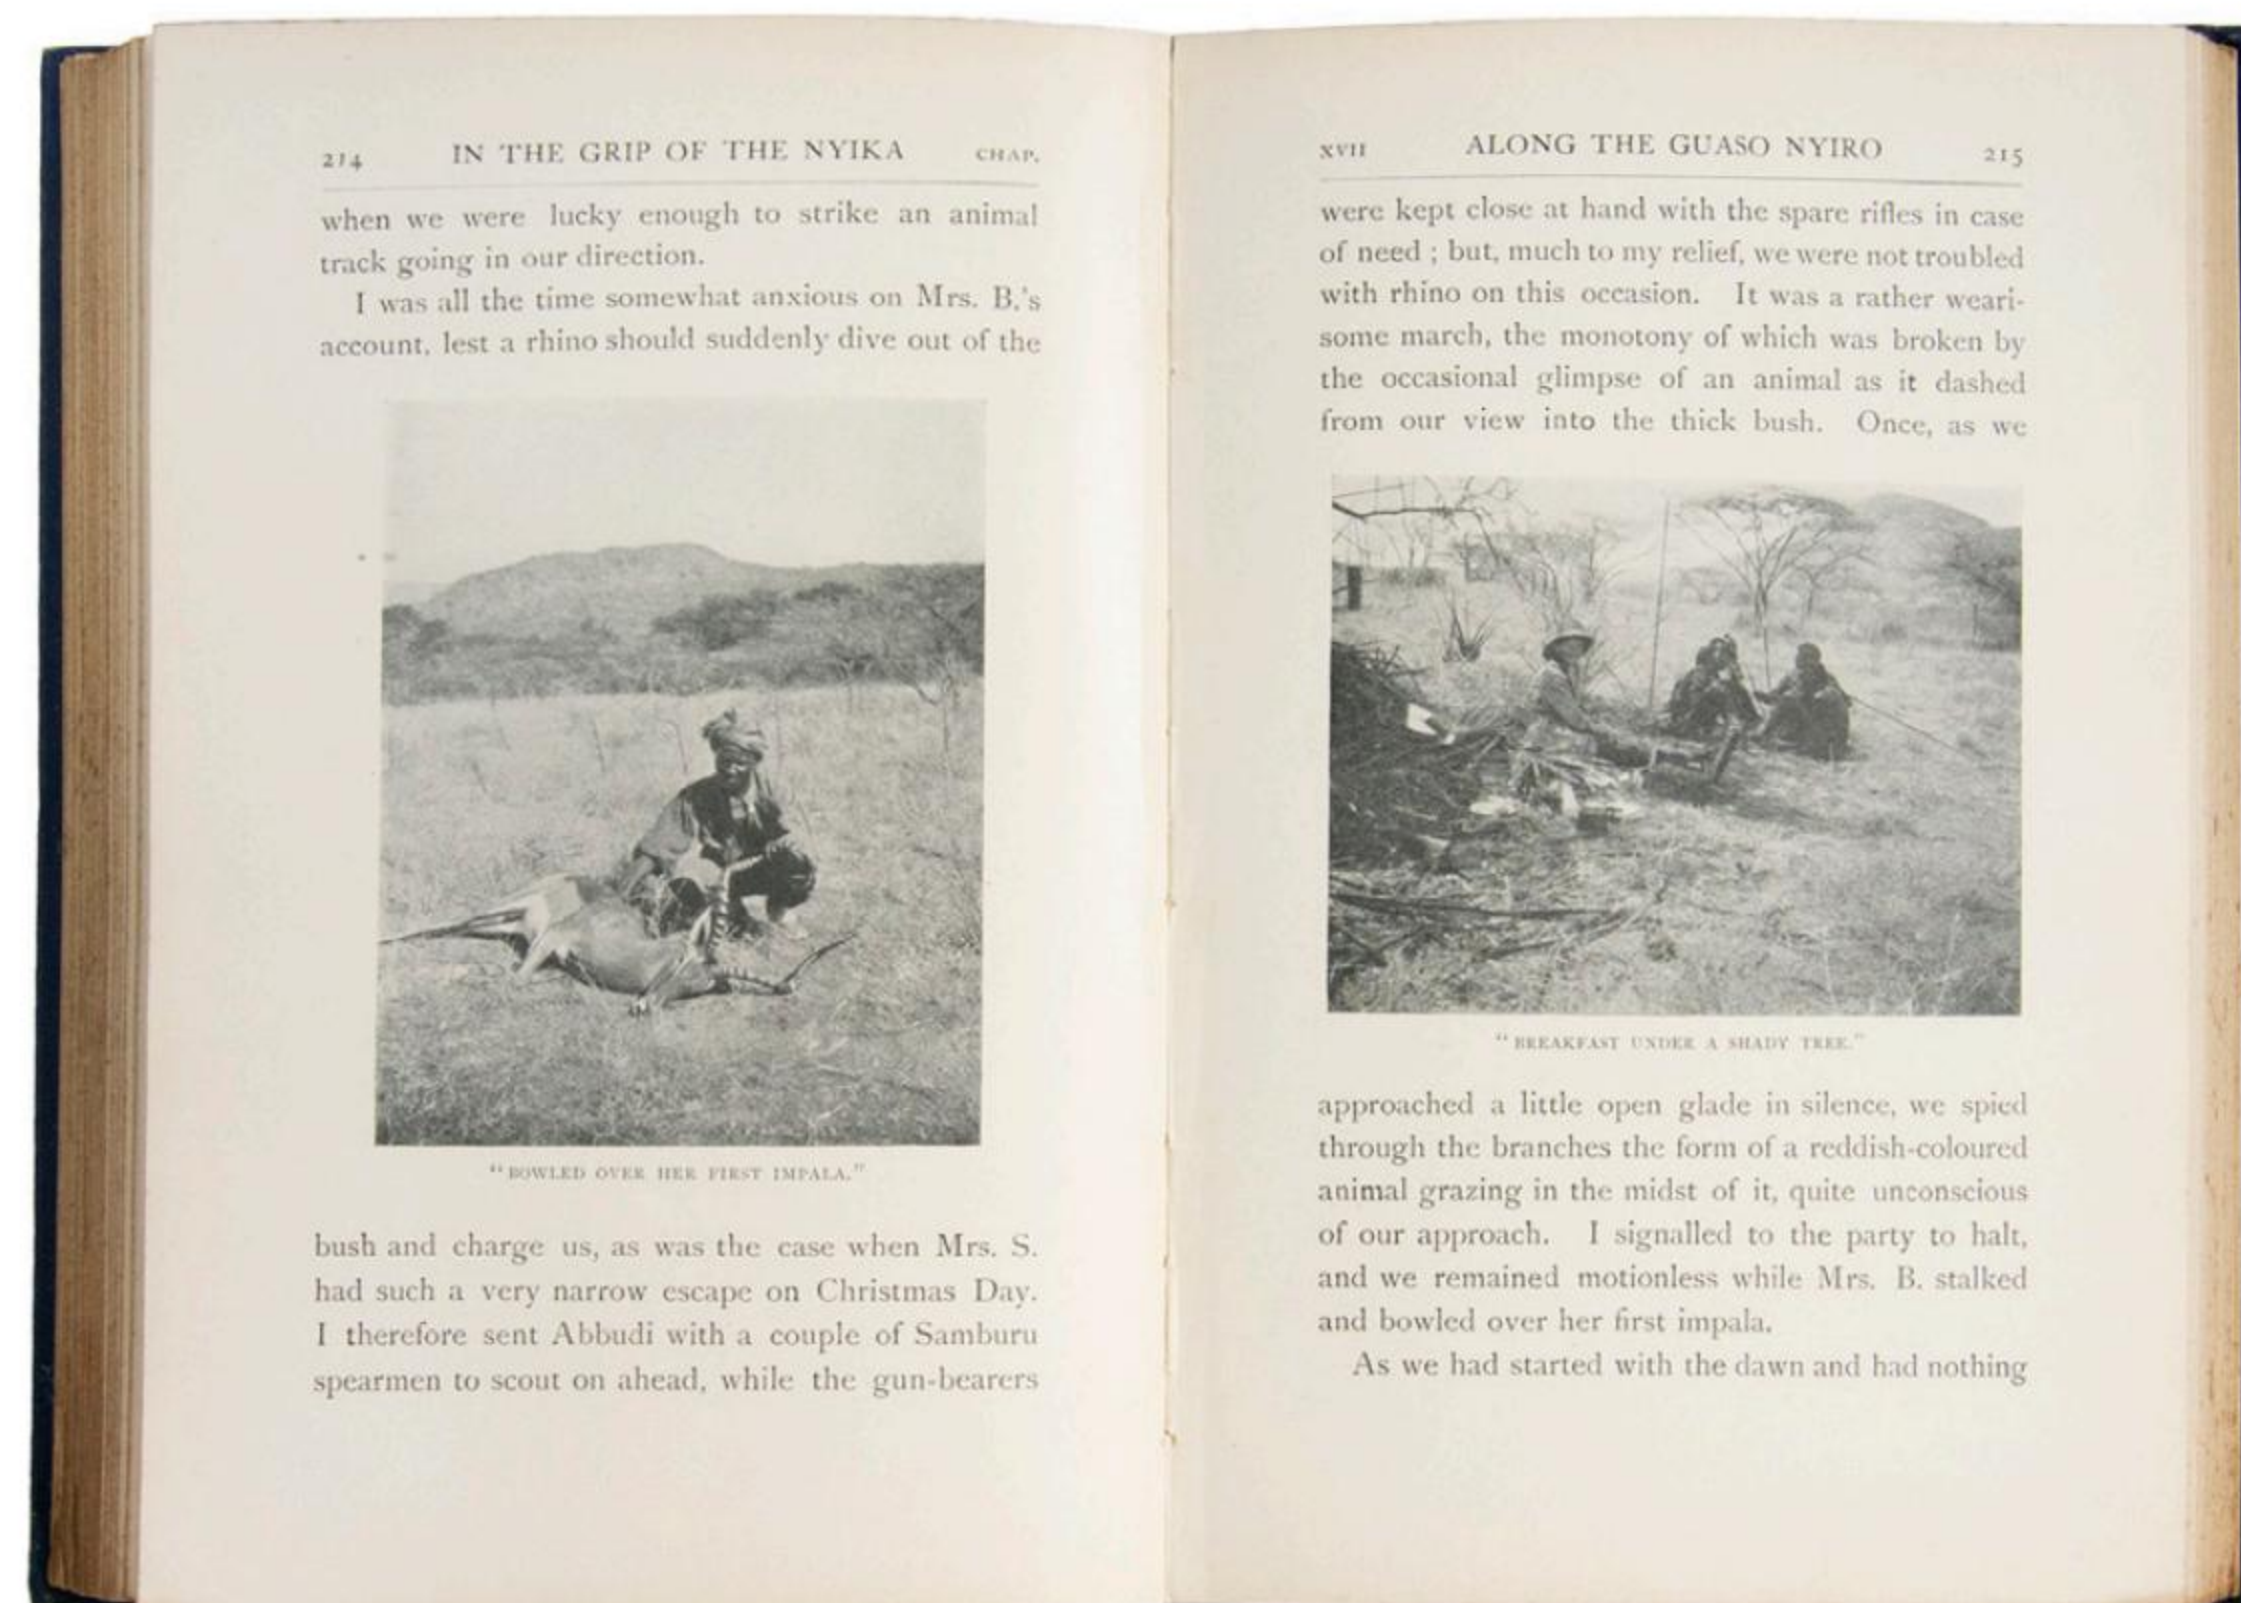 214 IN THE GRIP OF THE NYIKA CHAP.
when we were lucky enough to strike an animal
track going in our direction.
I was all the time somewhat anxious on Mrs. B.'s
account, lest a rhino should suddenly dive out of the
"BOWLED OVER HER FIRST IMPALA."
bush and charge us, as was the case when Mrs. S.
had such a very narrow escape on Christmas Day.
I therefore sent Abbudi with a couple of Samburu
spearmen to scout on ahead, while the gun-bearers
XVII ALONG THE GUASO NYIRO 215
were kept close at hand with the spare rifles in case
of need ; but, much to my relief, we were not troubled
with rhino on this occasion. It was a rather weari-
some march, the monotony of which was broken by
the occasional glimpse of an animal as it dashed
from our view into the thick bush. Once, as we
"BREAKFAST UNDER A SHADY TREE."
approached a little open glade in silence, we spied
through the branches the form of a reddish-coloured
animal grazing in the midst of it, quite unconscious
of our approach. I signalled to the party to halt,
and we remained motionless while Mrs. B. stalked
and bowled over her first impala.
As we had started with the dawn and had nothing